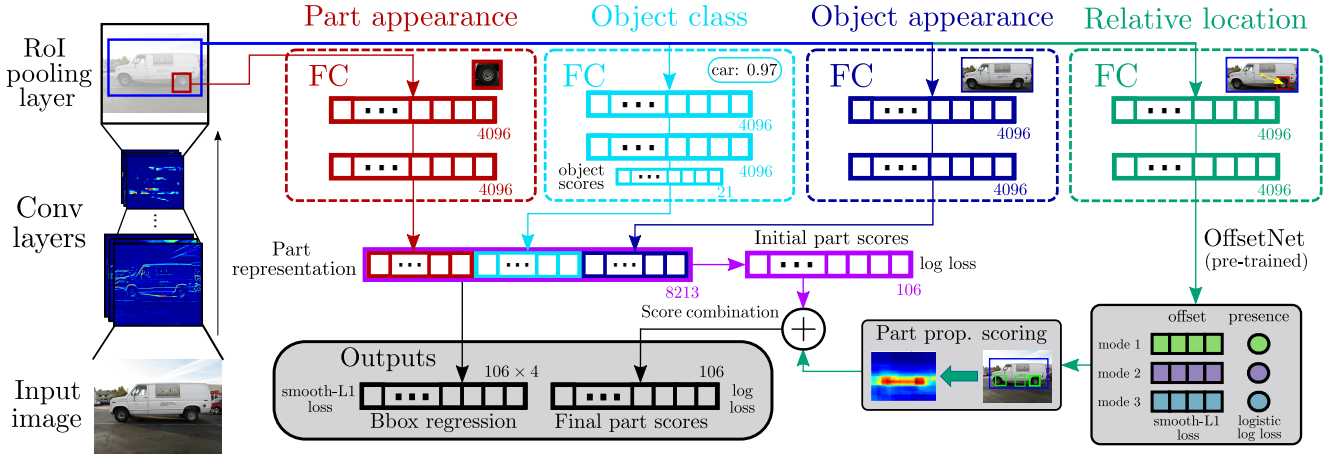 Part appearance
Object class
Object appearance
Relative location
RoI
pooling
layer
FC
4096
4096
FC
car: 0.97
4096
4096
object
scores
21
FC
4096
4096
FC
4096
4096
Conv
layers
Part
representation
8213
Initial part scores
log loss
106
OffsetNet
(pre-trained)
Score combination
Part prop. scoring
offset
presence
mode 1
mode 2
mode 3
smooth-L1
loss
logistic
log loss
Input
image
Outputs
smooth-L1
loss
106 × 4
Bbox regression
106
Final part scores
log
loss